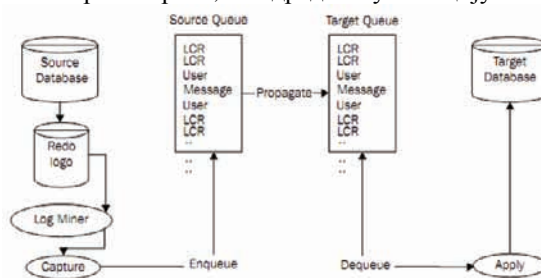 Source Queue
Target Queue
Source
Database
LCR
LCR
User
Message
User
LCR
LCR
..
..
..
Propagate
LCR
LCR
User
Message
User
LCR
LCR
..
..
..
Target
Database
Redo
logo
Log Miner
Capture
Enqueue
Dequeue
Apply